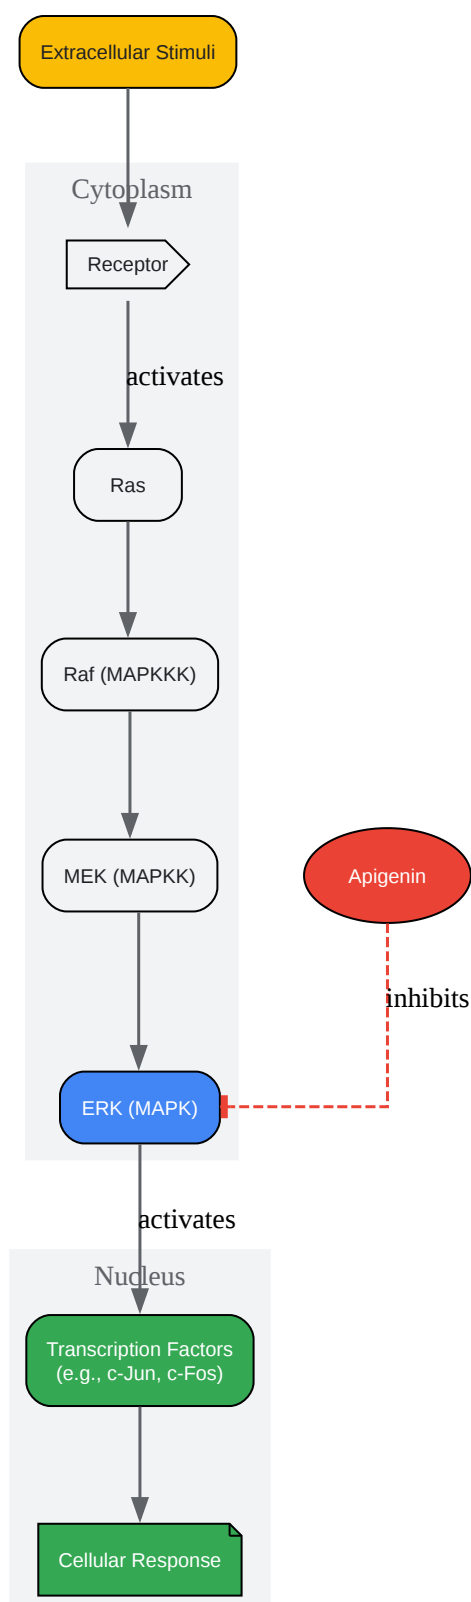 Extracellular Stimuli
Cytoplasm
Receptor
activates
Ras
Raf (MAPKKK)
MEK (MAPKK)
Apigenin
inhibits
ERK (MAPK)
activates
Nucleus
Transcription Factors
(e.g., c-Jun, c-Fos)
Cellular Response